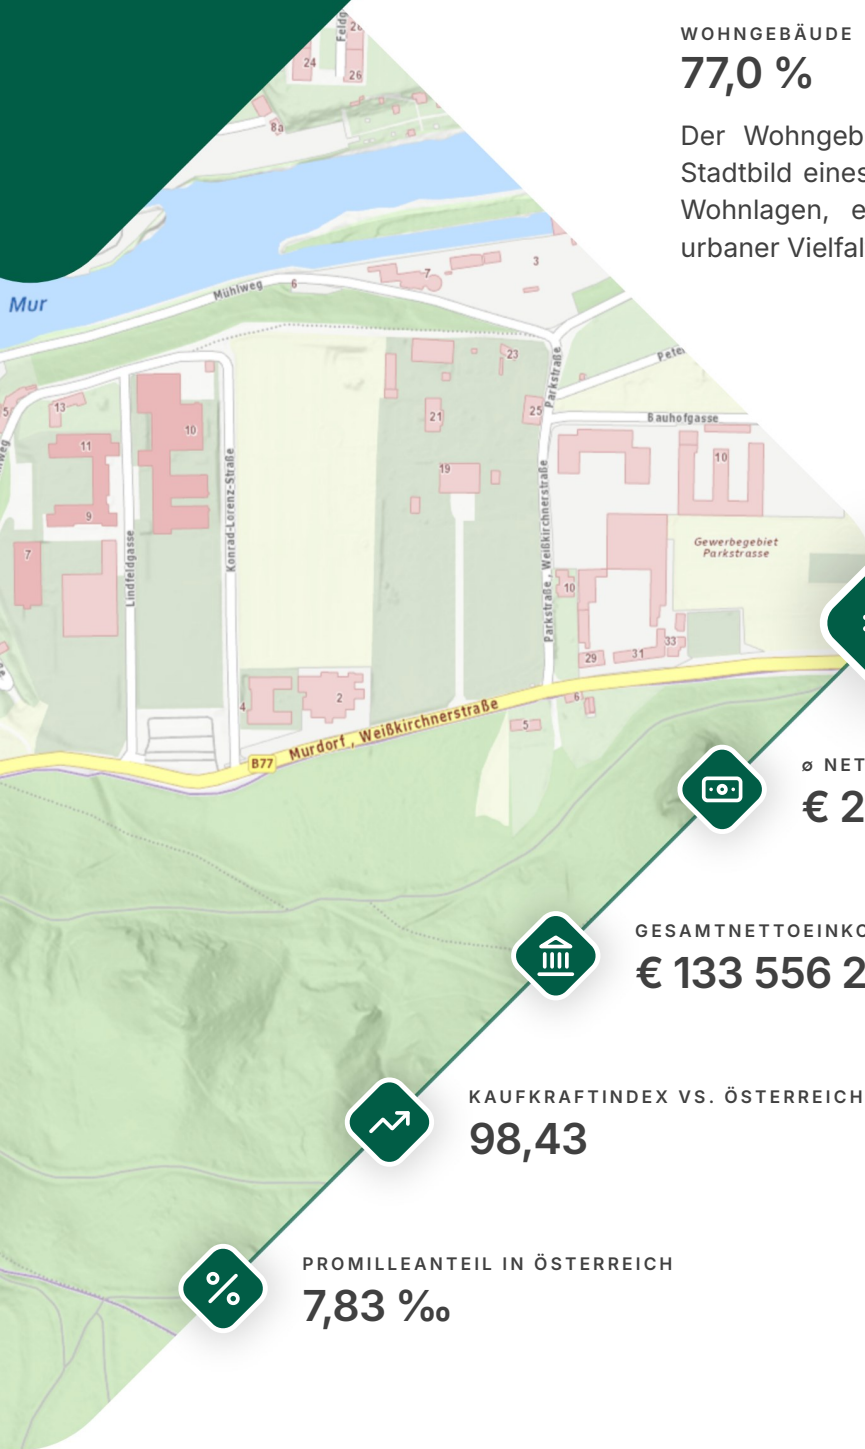 WOHNGEBÄUDE
77,0 %
Der Wohngeb
Stadtbild eines
Wohnlagen, e
urbaner Vielfal
24
26
8a
Mur
Mühlweg
6
7
3
Parkstraße
23
Bauhofgasse
5
13
11
10
9
7
21
25
19
10
Konrad-Lorenz-Straße
Lindfeldgasse
Parkstraße , Weißkirchnerstraße
Gewerbegebiet
Parkstrasse
10
29
31
33
4
2
5
6
B77
Murdorf , Weißkirchnerstraße
ø NET
€ 2
GESAMTNETTOEINKO
€ 133 556 2
KAUFKRAFTINDEX VS. ÖSTERREICH
98,43
PROMILLEANTEIL IN ÖSTERREICH
7,83 ‰